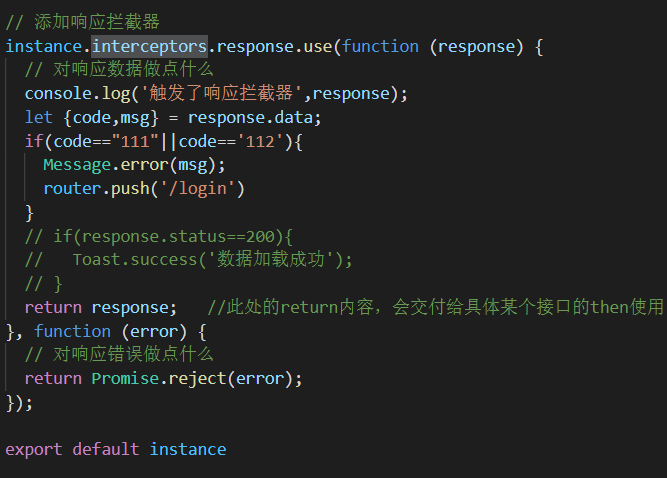 // 添加响应拦截器
instance.interceptors.response.use(function (response) {
  // 对响应数据做点什么
  console.log('触发了响应拦截器',response);
  let {code,msg} = response.data;
  if(code=="111"||code=='112'){
    Message.error(msg);
    router.push('/login')
  }
  // if(response.status==200){
  //   Toast.success('数据加载成功');
  // }
  return response;   //此处的return内容，会交付给具体某个接口的then使用
}, function (error) {
  // 对响应错误做点什么
  return Promise.reject(error);
});
export default instance